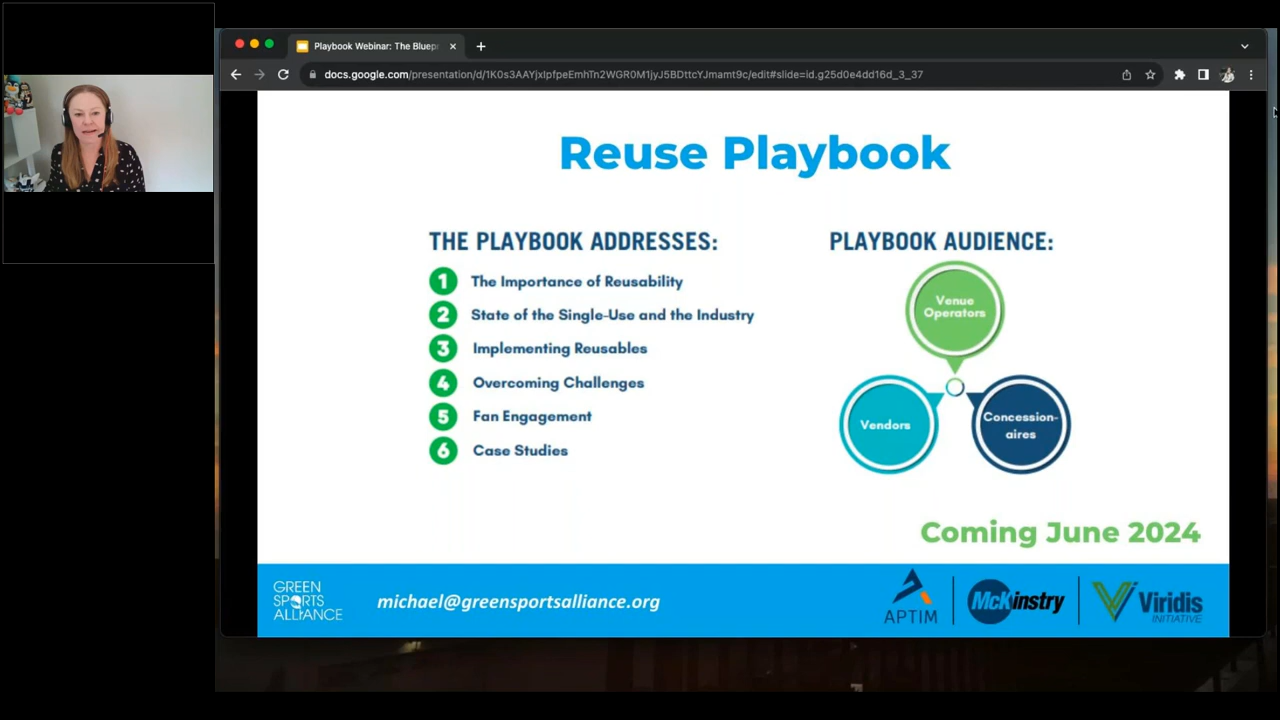 Playbook Webinar: The Bluepr
docs.google.com/presentation/d/1K0s3AAYjxIpfpeEmhTn2WGR0M1jyJ5BDttcYJmamt9c/edit#slide=id.g25d0e4dd16d_3_37
Reuse Playbook
THE PLAYBOOK ADDRESSES:
1 The Importance of Reusability
2 State of the Single-Use and the Industry
3 Implementing Reusables
4 Overcoming Challenges
5 Fan Engagement
6 Case Studies
PLAYBOOK AUDIENCE:
Venue
Operators
Vendors
Concession-
aires
Coming June 2024
GREEN
SPORTS
ALLIANCE
michael@greensportsalliance.org
APTIM
McKinstry
Viridis
INITIATIVE